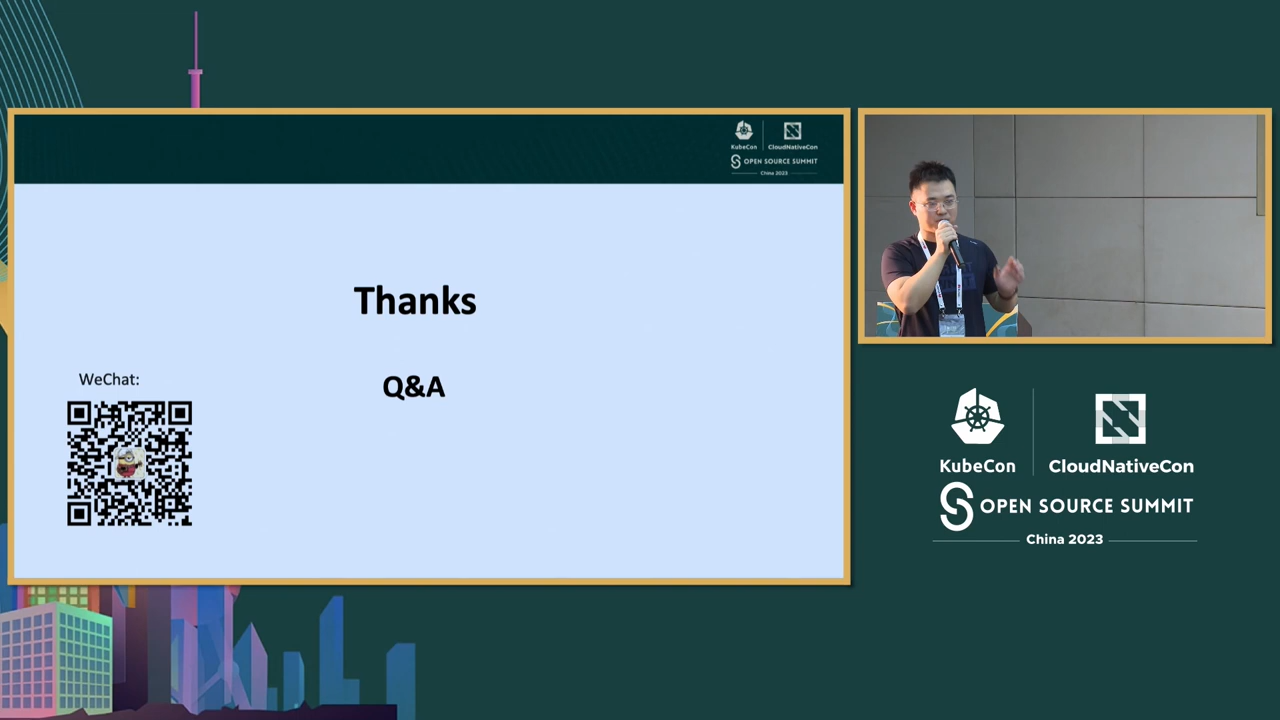 KubeCon
CloudNativeCon
OPEN SOURCE SUMMIT
China 2023
Thanks
Q&A
WeChat:
KubeCon
CloudNativeCon
OPEN SOURCE SUMMIT
China 2023